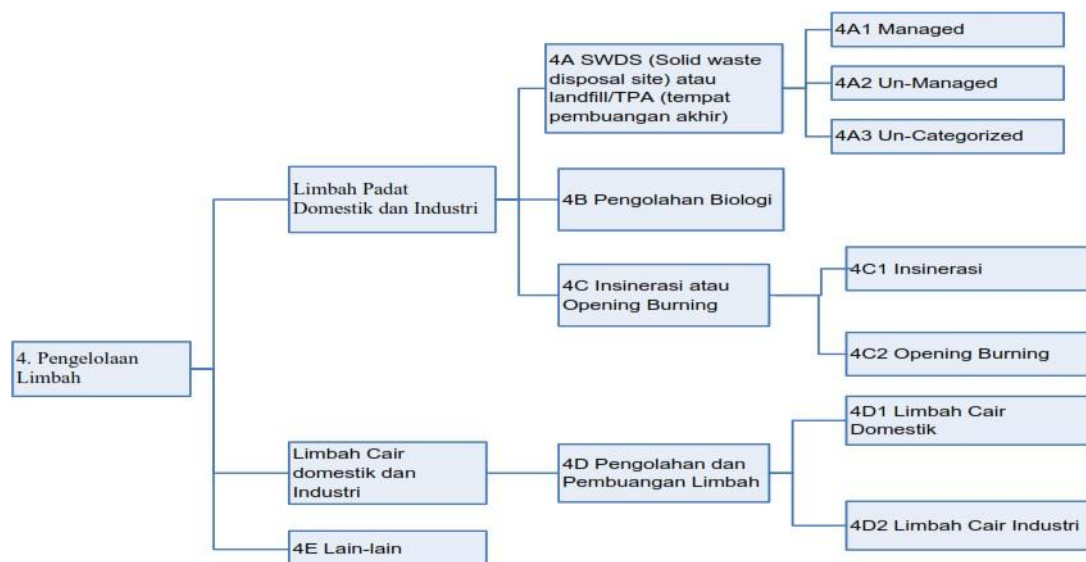 4. Pengelolaan
Limbah
Limbah Padat
Domestik dan Industri
4A SWDS (Solid waste
disposal site) atau
landfill/TPA (tempat
pembuangan akhir)
4A1 Managed
4A2 Un-Managed
4A3 Un-Categorized
4B Pengolahan Biologi
4C Insinerasi atau
Opening Burning
4C1 Insinerasi
4C2 Opening Burning
Limbah Cair
domestik dan
Industri
4D Pengolahan dan
Pembuangan Limbah
4D1 Limbah Cair
Domestik
4D2 Limbah Cair Industri
4E Lain-lain